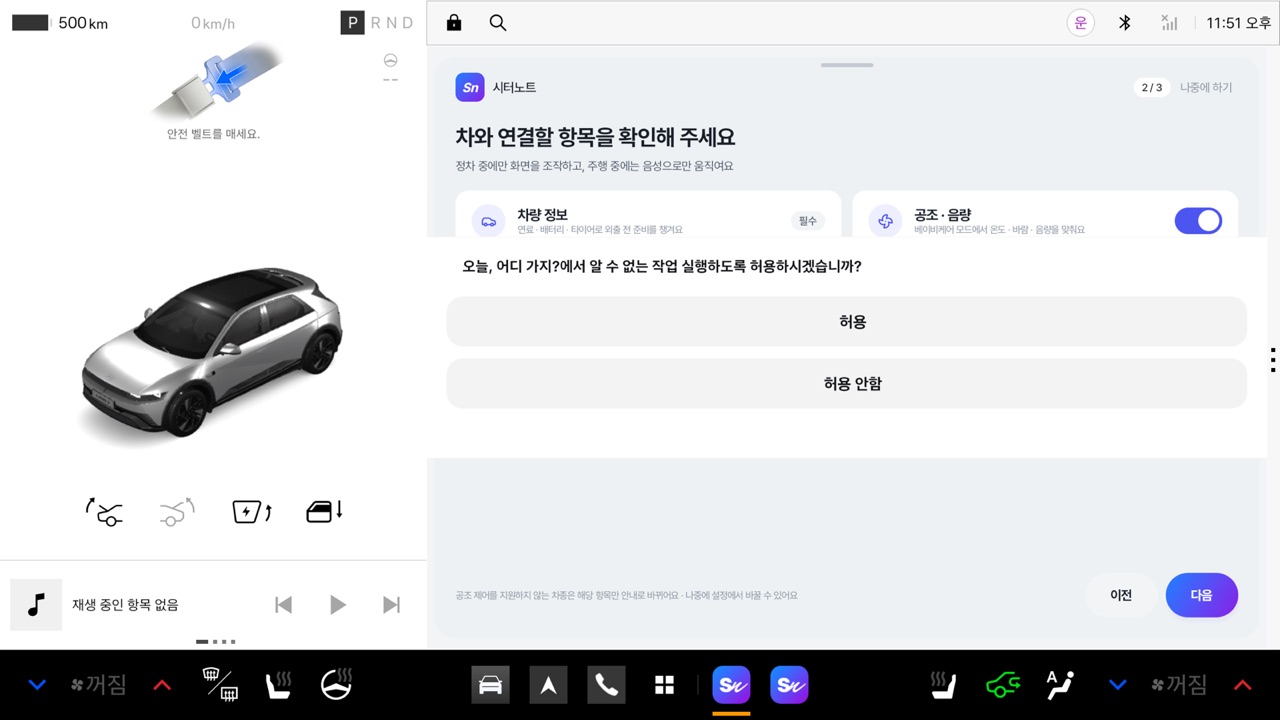 500 km
0 km/h
P R N D
운
11:51 오후
안전 벨트를 매세요.
--
Sn 시터노트
2 / 3 나중에 하기
차와 연결할 항목을 확인해 주세요
정차 중에만 화면을 조작하고, 주행 중에는 음성으로만 움직여요
차량 정보
연료 · 배터리 · 타이어로 외출 전 준비를 챙겨요
필수
공조 · 음량
베이비케어 모드에서 온도 · 바람 · 음량을 맞춰요
오늘, 어디 가지?에서 알 수 없는 작업 실행하도록 허용하시겠습니까?
허용
허용 안함
공조 제어를 지원하지 않는 차종은 해당 항목만 안내로 바뀌어요 · 나중에 설정에서 바꿀 수 있어요
이전
다음
재생 중인 항목 없음
꺼짐
Sn
Sn
A
꺼짐